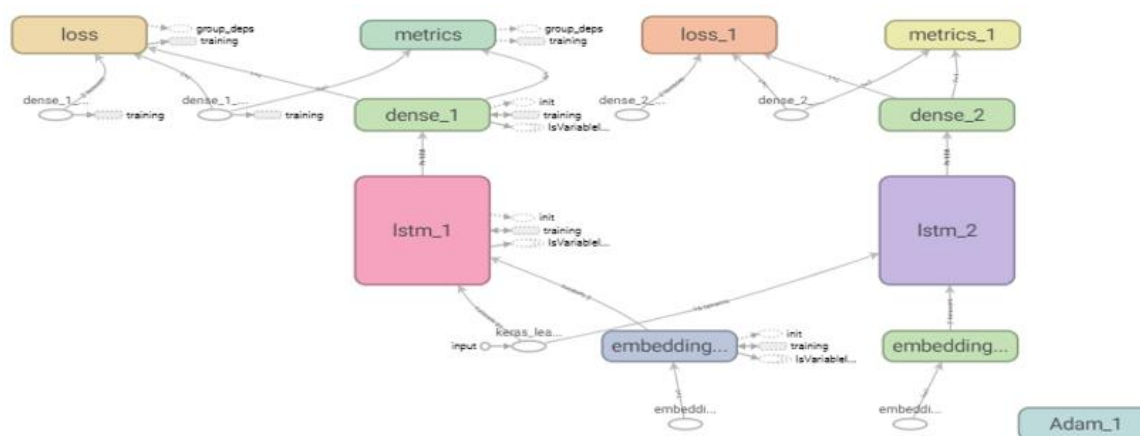 loss
group_deps
training
metrics
group_deps
training
loss_1
metrics_1
dense_1_...
training
dense_1_...
training
dense_1
init
training
IsVariableI...
dense_2_...
dense_2_...
dense_2
lstm_1
init
training
IsVariableI...
lstm_2
input
keras_lea...
embedding...
init
training
IsVariableI...
embedding...
embeddi...
embeddi...
Adam_1